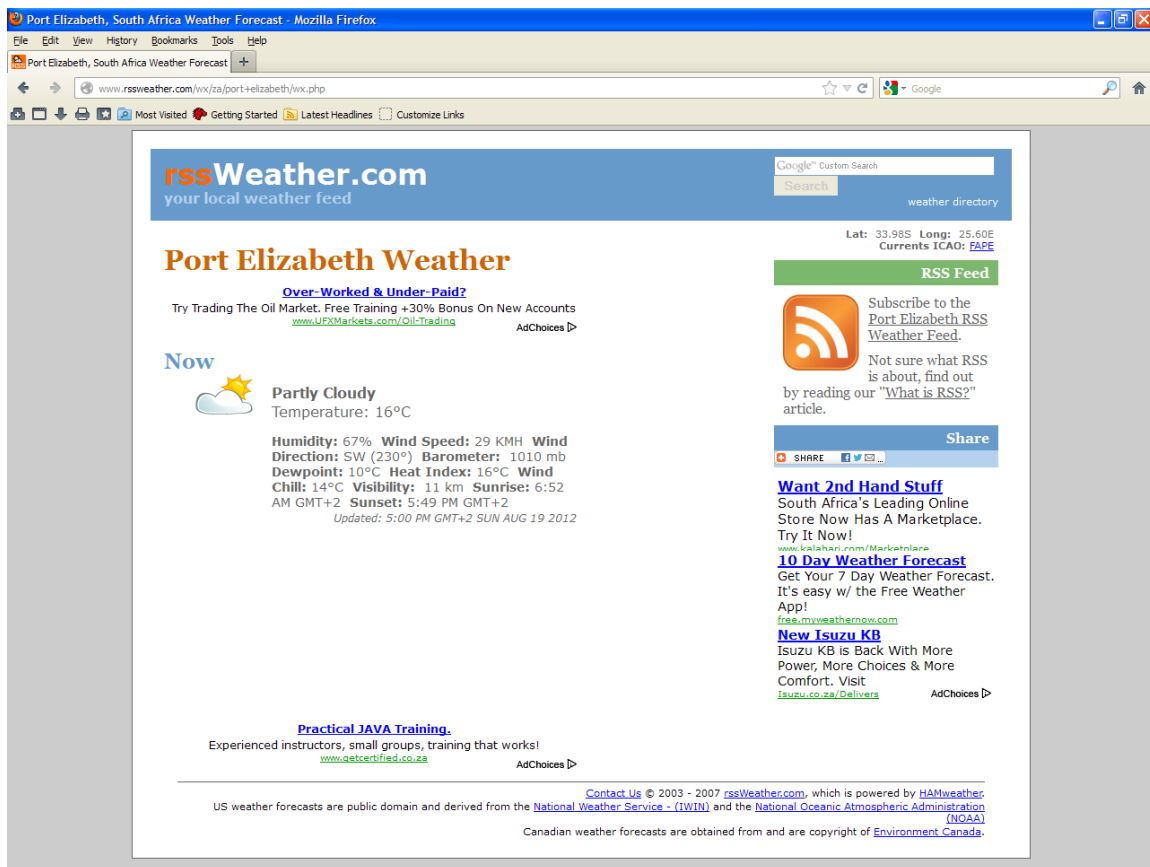 Port Elizabeth, South Africa Weather Forecast - Mozilla Firefox
File Edit View History Bookmarks Tools Help
Port Elizabeth, South Africa Weather Forecast +
www.rssweather.com/wx/za/port+elizabeth/wx.php
Google
Most Visited Getting Started Latest Headlines Customize Links
rssWeather.com
your local weather feed
Google™ Custom Search
Search
weather directory
Lat: 33.98S Long: 25.60E
Currents ICAO: FAPE
Port Elizabeth Weather
Over-Worked & Under-Paid?
Try Trading The Oil Market. Free Training +30% Bonus On New Accounts
www.UFXMarkets.com/Oil-Trading
AdChoices
Now
Partly Cloudy
Temperature: 16°C
Humidity: 67% Wind Speed: 29 KMH Wind
Direction: SW (230°) Barometer: 1010 mb
Dewpoint: 10°C Heat Index: 16°C Wind
Chill: 14°C Visibility: 11 km Sunrise: 6:52
AM GMT+2 Sunset: 5:49 PM GMT+2
Updated: 5:00 PM GMT+2 SUN AUG 19 2012
RSS Feed
Subscribe to the
Port Elizabeth RSS
Weather Feed.
Not sure what RSS
is about, find out
by reading our "What is RSS?"
article.
Share
SHARE ...
Want 2nd Hand Stuff
South Africa's Leading Online
Store Now Has A Marketplace.
Try It Now!
www.kalahari.com/Marketplace
10 Day Weather Forecast
Get Your 7 Day Weather Forecast.
It's easy w/ the Free Weather
App!
free.myweathernow.com
New Isuzu KB
Isuzu KB is Back With More
Power, More Choices & More
Comfort. Visit
Isuzu.co.za/Delivers
AdChoices
Practical JAVA Training.
Experienced instructors, small groups, training that works!
www.getcertified.co.za
AdChoices
Contact Us © 2003 - 2007 rssWeather.com, which is powered by HAMweather.
US weather forecasts are public domain and derived from the National Weather Service - (IWIN) and the National Oceanic Atmospheric Administration
(NOAA)
Canadian weather forecasts are obtained from and are copyright of Environment Canada.